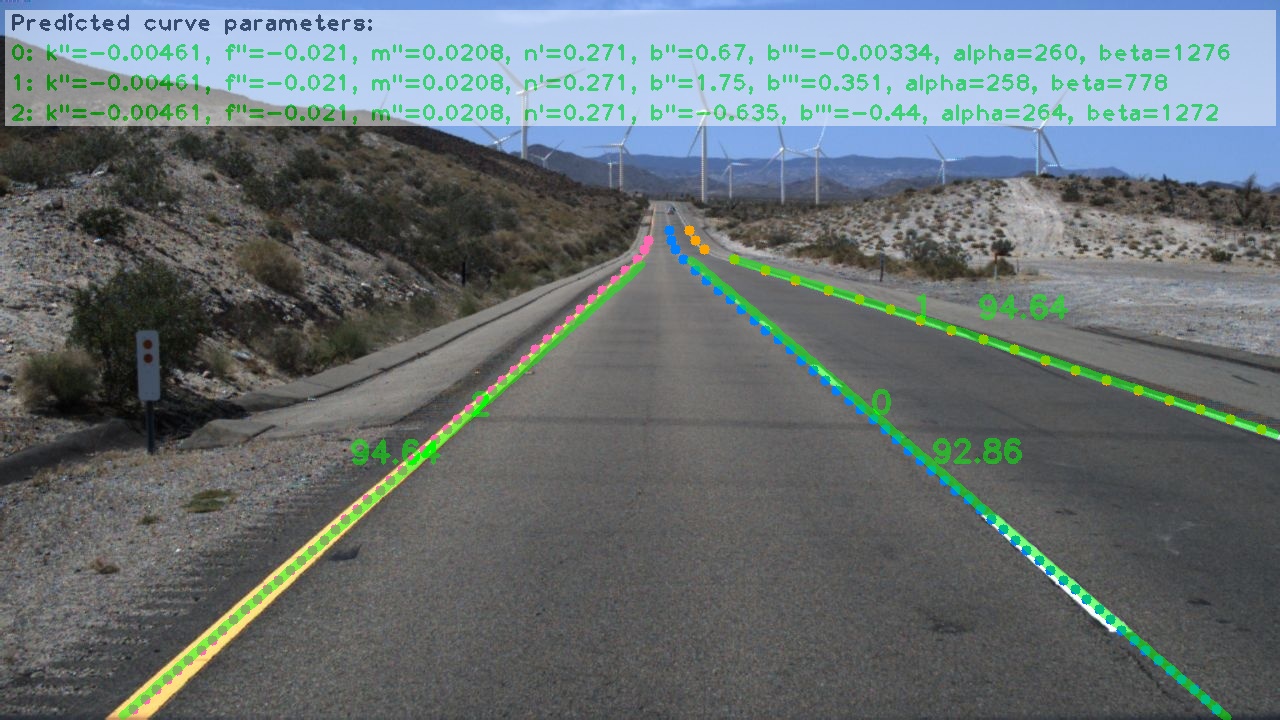 Predicted curve parameters:
0: k''=-0.00461, f''=-0.021, m''=0.0208, n'=0.271, b''=0.67, b'''=-0.00334, alpha=260, beta=1276
1: k''=-0.00461, f''=-0.021, m''=0.0208, n'=0.271, b''=1.75, b'''=0.351, alpha=258, beta=778
2: k''=-0.00461, f''=-0.021, m''=0.0208, n'=0.271, b''=-0.635, b'''=-0.44, alpha=264, beta=1272
1 94.64
2
0
94.64
92.86